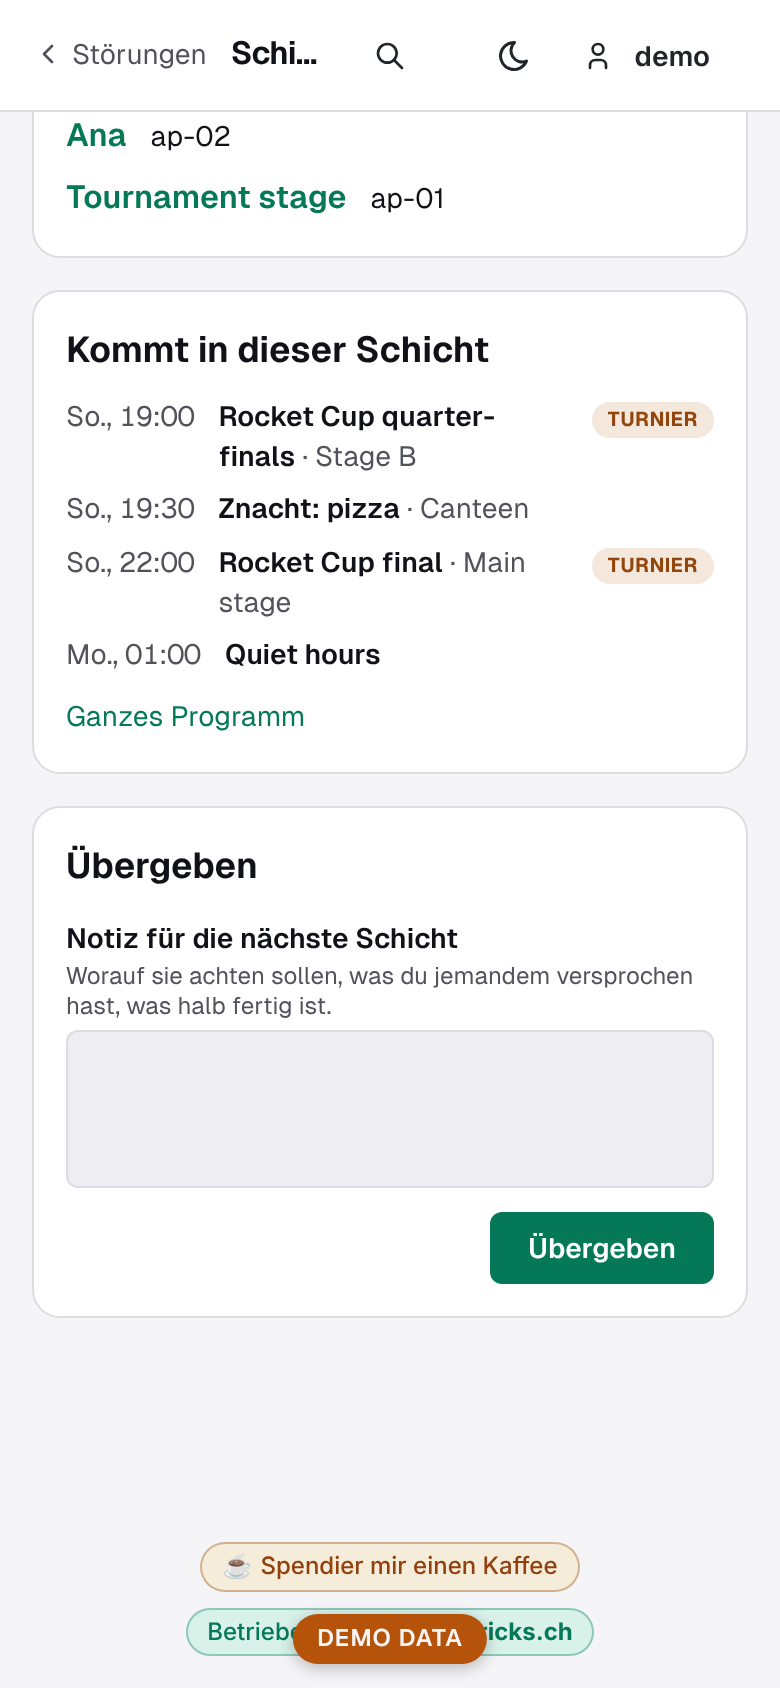 Störungen Schi... demo
Ana ap-02
Tournament stage ap-01
Kommt in dieser Schicht
So., 19:00 Rocket Cup quarter- TURNIER
finals · Stage B
So., 19:30 Znacht: pizza · Canteen
So., 22:00 Rocket Cup final · Main TURNIER
stage
Mo., 01:00 Quiet hours
Ganzes Programm
Übergeben
Notiz für die nächste Schicht
Worauf sie achten sollen, was du jemandem versprochen
hast, was halb fertig ist.
Übergeben
☕ Spendier mir einen Kaffee
DEMO DATA